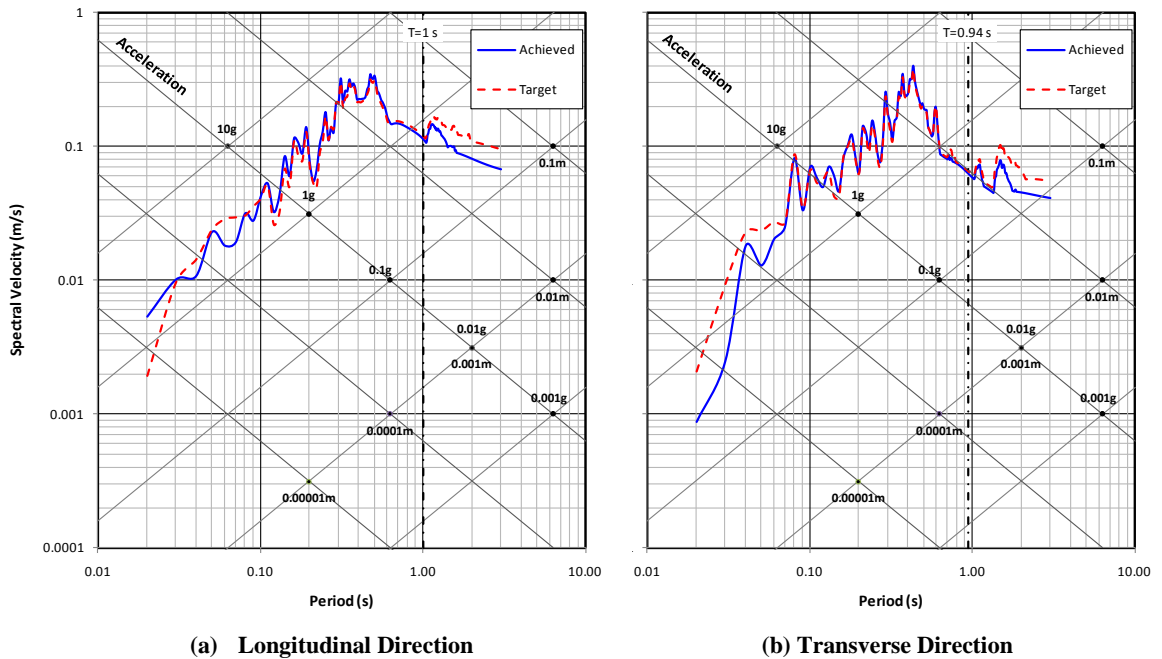 1
0.1
0.01
0.001
0.0001
Spectral Velocity (m/s)
T=1 s
Acceleration
Achieved
Target
10g
1g
0.1g
0.01g
0.001g
0.1m
0.01m
0.001m
0.0001m
0.00001m
0.01
0.10
1.00
10.00
Period (s)
(a) Longitudinal Direction
T=0.94 s
Acceleration
Achieved
Target
10g
1g
0.1g
0.01g
0.001g
0.1m
0.01m
0.001m
0.0001m
0.00001m
0.01
0.10
1.00
10.00
Period (s)
(b) Transverse Direction